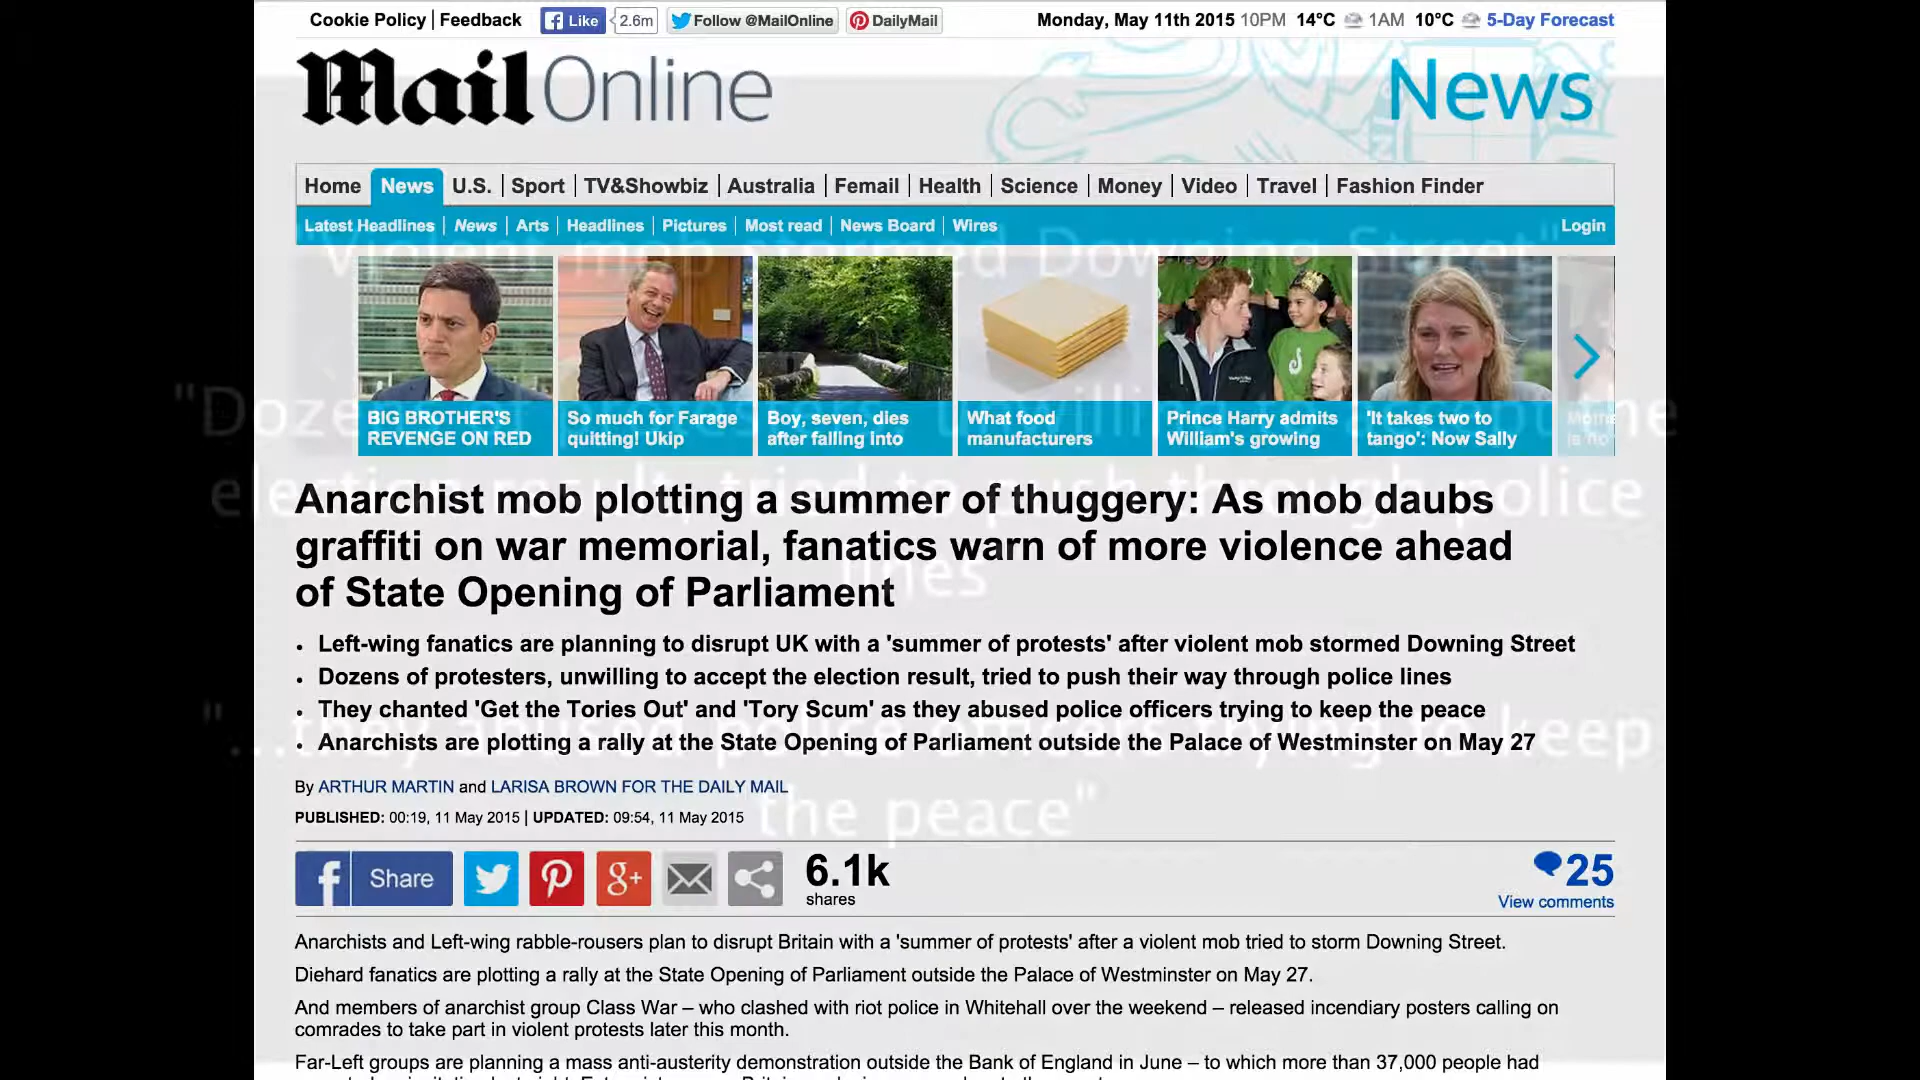 Cookie Policy | Feedback
Like
2.6m
Follow @MailOnline
DailyMail
Monday, May 11th 2015 10PM 14°C 1AM 10°C 5-Day Forecast
Mail Online
News
Home News U.S. Sport TV&Showbiz Australia Femail Health Science Money Video Travel Fashion Finder
Latest Headlines News Arts Headlines Pictures Most read News Board Wires Login
"Violent mob stormed Downing Street"
BIG BROTHER'S
REVENGE ON RED
So much for Farage
quitting! Ukip
Boy, seven, dies
after falling into
What food
manufacturers
Prince Harry admits
William's growing
'It takes two to
tango': Now Sally
Anarchist mob plotting a summer of thuggery: As mob daubs
graffiti on war memorial, fanatics warn of more violence ahead
of State Opening of Parliament
• Left-wing fanatics are planning to disrupt UK with a 'summer of protests' after violent mob stormed Downing Street
• Dozens of protesters, unwilling to accept the election result, tried to push their way through police lines
• They chanted 'Get the Tories Out' and 'Tory Scum' as they abused police officers trying to keep the peace
• Anarchists are plotting a rally at the State Opening of Parliament outside the Palace of Westminster on May 27
"...they abused police officers trying to keep
the peace"
By ARTHUR MARTIN and LARISA BROWN FOR THE DAILY MAIL
PUBLISHED: 00:19, 11 May 2015 | UPDATED: 09:54, 11 May 2015
Share
6.1k
shares
25
View comments
Anarchists and Left-wing rabble-rousers plan to disrupt Britain with a 'summer of protests' after a violent mob tried to storm Downing Street.
Diehard fanatics are plotting a rally at the State Opening of Parliament outside the Palace of Westminster on May 27.
And members of anarchist group Class War – who clashed with riot police in Whitehall over the weekend – released incendiary posters calling on
comrades to take part in violent protests later this month.
Far-Left groups are planning a mass anti-austerity demonstration outside the Bank of England in June – to which more than 37,000 people had